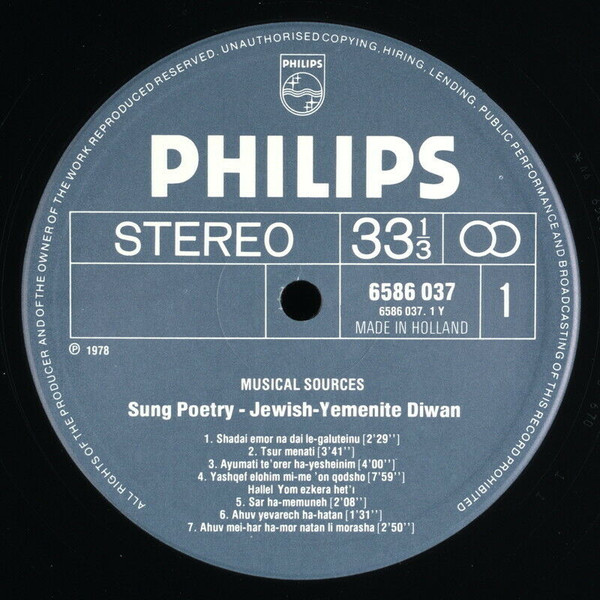 ALL RIGHTS OF THE PRODUCER AND OF THE OWNER OF THE WORK REPRODUCED RESERVED. UNAUTHORISED COPYING, HIRING, LENDING, PUBLIC PERFORMANCE AND BROADCASTING OF THIS RECORD PROHIBITED
PHILIPS
PHILIPS
STEREO 33 1/3
6586 037 1
6586 037. 1 Y
MADE IN HOLLAND
℗ 1978
MUSICAL SOURCES
Sung Poetry - Jewish-Yemenite Diwan
1. Shadai emor na dai le-galuteinu [2'29'']
2. Tsur menati [3'41'']
3. Ayumati te'orer ha-yesheinim [4'00'']
4. Yashqef elohim mi-me 'on qodsho [7'59'']
Hallel Yom ezkera het'i
5. Sar ha-memuneh [2'08'']
6. Ahuv yevarech ha-hatan [1'31'']
7. Ahuv mei-har ha-mor natan li morasha [2'50'']